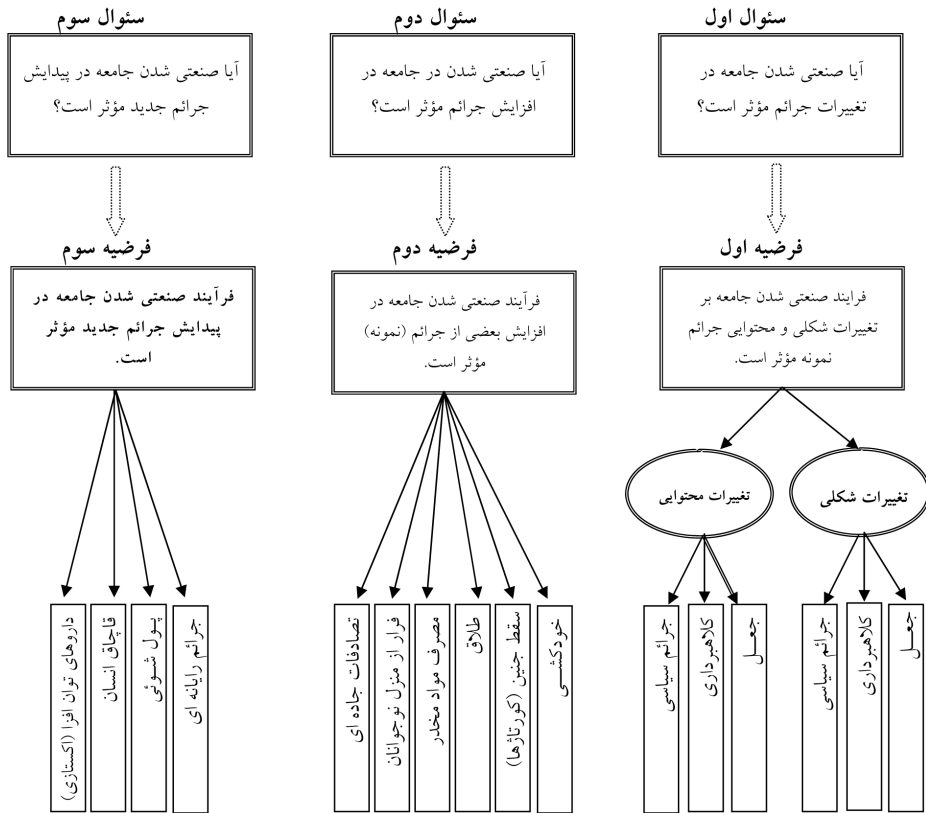 سئوال اول
آیا صنعتی شدن جامعه در
تغییرات جرائم مؤثر است؟
فرضیه اول
فرایند صنعتی شدن جامعه بر
تغییرات شکلی و محتوایی جرائم
نمونه مؤثر است.
تغییرات شکلی
جعــل
کلاهبرداری
جرائم سیاسی
تغییرات محتوایی
جعــل
کلاهبرداری
جرائم سیاسی
سئوال دوم
آیا صنعتی شدن در جامعه در
افزایش جرائم مؤثر است؟
فرضیه دوم
فرآیند صنعتی شدن جامعه در
افزایش بعضی از جرائم (نمونه)
مؤثر است.
خودکشــی
سقط جنین (کورتاژها)
طلاق
مصرف مواد مخدر
فرار از منزل نوجوانان
تصادفات جاده ای
سئوال سوم
آیا صنعتی شدن جامعه در پیدایش
جرائم جدید مؤثر است؟
فرضیه سوم
فرآیند صنعتی شدن جامعه در
پیدایش جرائم جدید مؤثر
است.
جرائم رایانه ای
پـول شـوئی
قاچاق انسان
داروهای توان افزا (اکستازی)